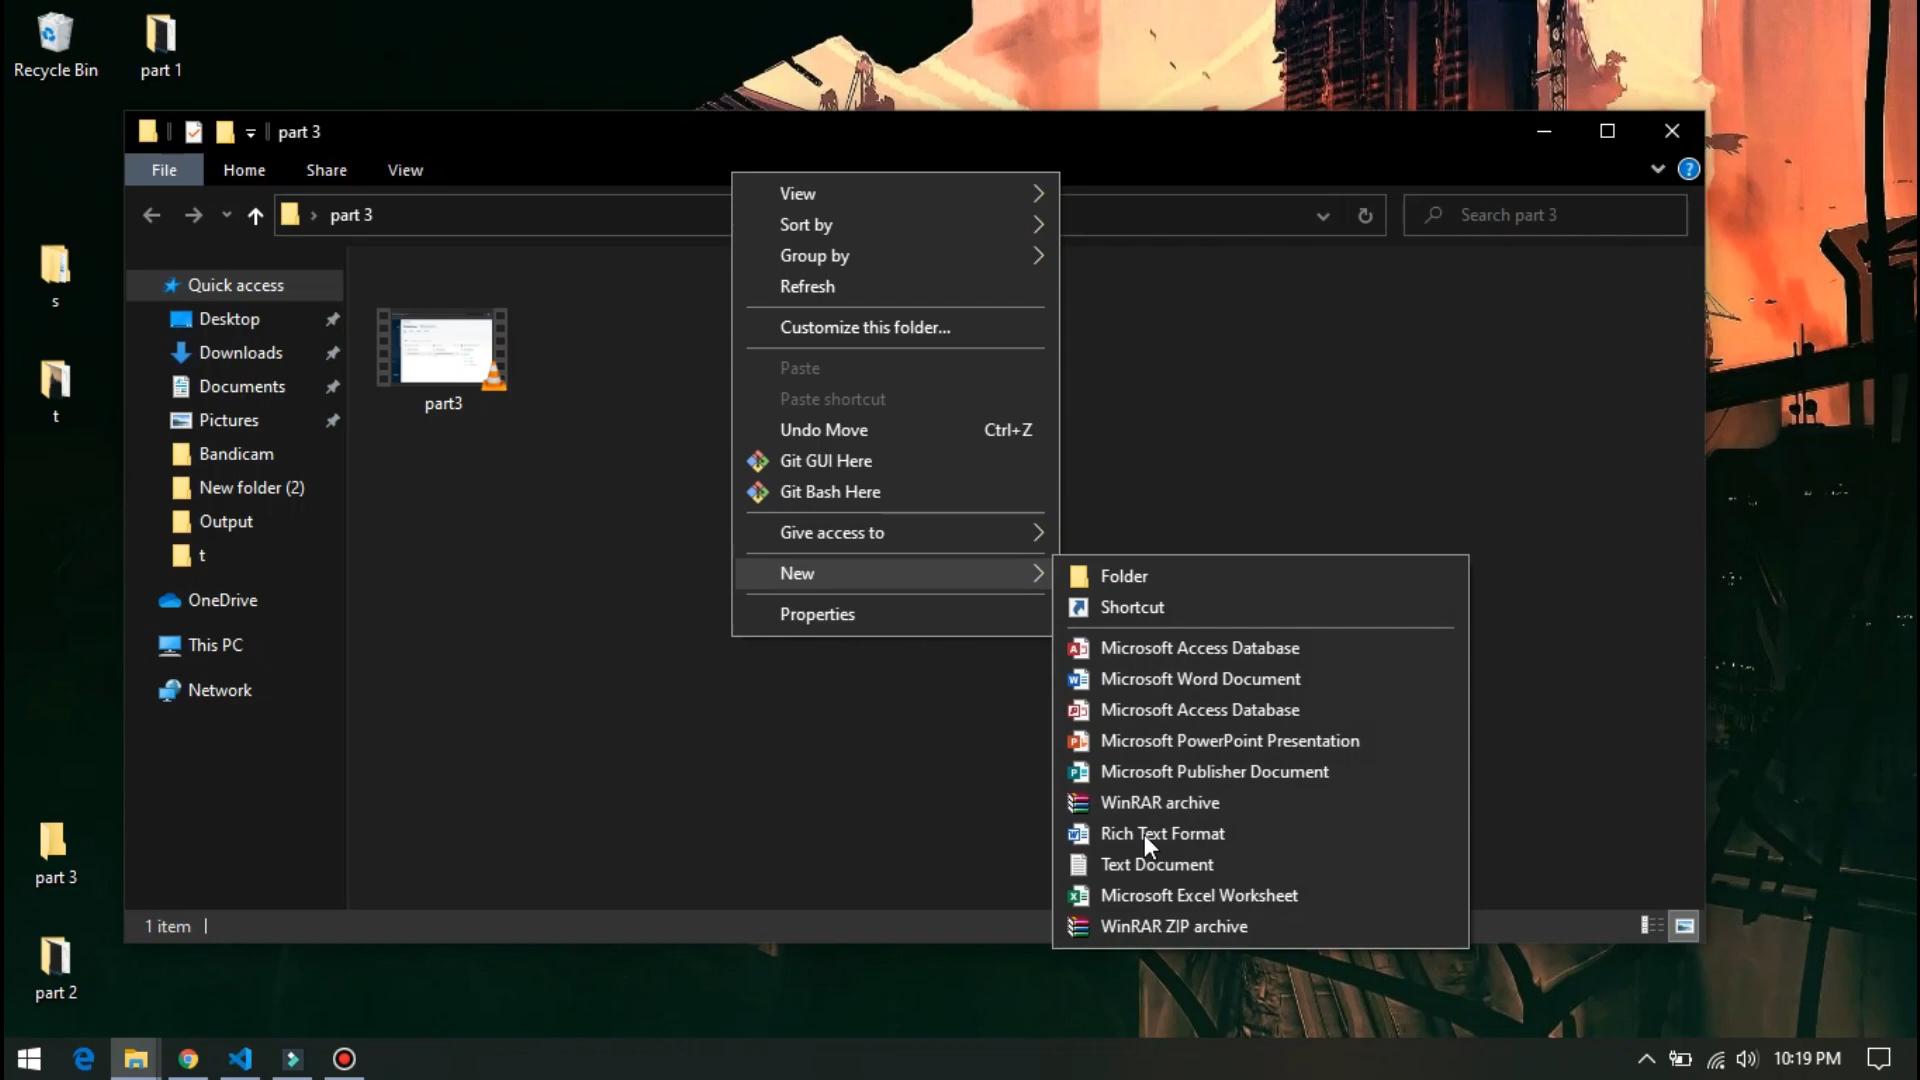 Recycle Bin
part 1
part 3
File
Home
Share
View
part 3
Search part 3
s
t
part 3
part 2
Quick access
Desktop
Downloads
Documents
Pictures
Bandicam
New folder (2)
Output
t
OneDrive
This PC
Network
part3
View
Sort by
Group by
Refresh
Customize this folder...
Paste
Paste shortcut
Undo Move Ctrl+Z
Git GUI Here
Git Bash Here
Give access to
New
Properties
Folder
Shortcut
Microsoft Access Database
Microsoft Word Document
Microsoft Access Database
Microsoft PowerPoint Presentation
Microsoft Publisher Document
WinRAR archive
Rich Text Format
Text Document
Microsoft Excel Worksheet
WinRAR ZIP archive
1 item
10:19 PM